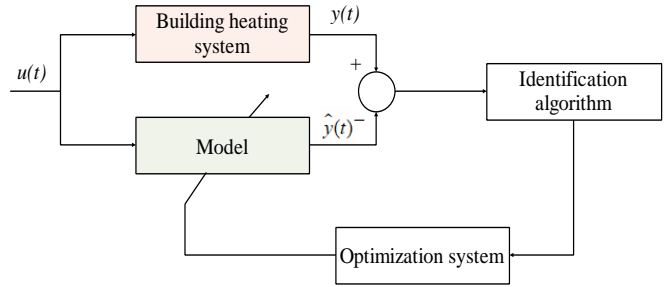 Building heating
system
y(t)
+
u(t)
Identification
algorithm
ŷ(t)−
Model
Optimization system